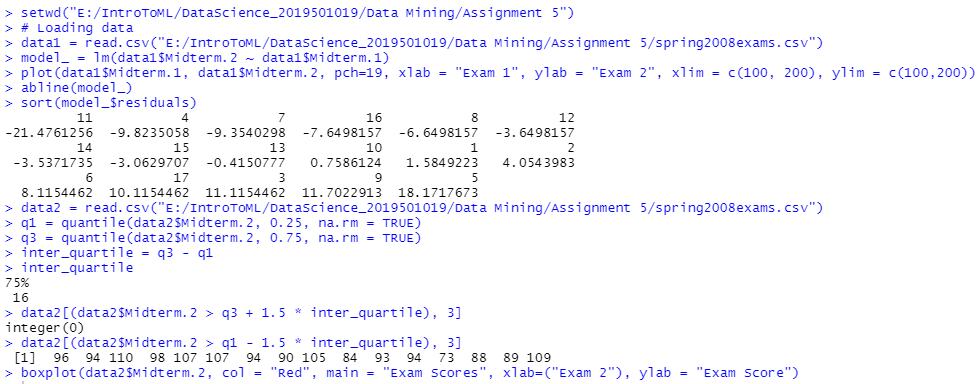 > setwd("E:/IntroToML/DataScience_2019501019/Data Mining/Assignment 5")
> # Loading data
> data1 = read.csv("E:/IntroToML/DataScience_2019501019/Data Mining/Assignment 5/spring2008exams.csv")
> model_ = lm(data1$Midterm.2 ~ data1$Midterm.1)
> plot(data1$Midterm.1, data1$Midterm.2, pch=19, xlab = "Exam 1", ylab = "Exam 2", xlim = c(100, 200), ylim = c(100,200))
> abline(model_)
> sort(model_$residuals)
11 4 7 16 8 12
-21.4761256 -9.8235058 -9.3540298 -7.6498157 -6.6498157 -3.6498157
14 15 13 10 1 2
-3.5371735 -3.0629707 -0.4150777 0.7586124 1.5849223 4.0543983
6 17 3 9 5
8.1154462 10.1154462 11.1154462 11.7022913 18.1717673
> data2 = read.csv("E:/IntroToML/DataScience_2019501019/Data Mining/Assignment 5/spring2008exams.csv")
> q1 = quantile(data2$Midterm.2, 0.25, na.rm = TRUE)
> q3 = quantile(data2$Midterm.2, 0.75, na.rm = TRUE)
> inter_quartile = q3 - q1
> inter_quartile
75%
16
> data2[(data2$Midterm.2 > q3 + 1.5 * inter_quartile), 3]
integer(0)
> data2[(data2$Midterm.2 > q1 - 1.5 * inter_quartile), 3]
[1] 96 94 110 98 107 107 94 90 105 84 93 94 73 88 89 109
> boxplot(data2$Midterm.2, col = "Red", main = "Exam Scores", xlab=("Exam 2"), ylab = "Exam Score")